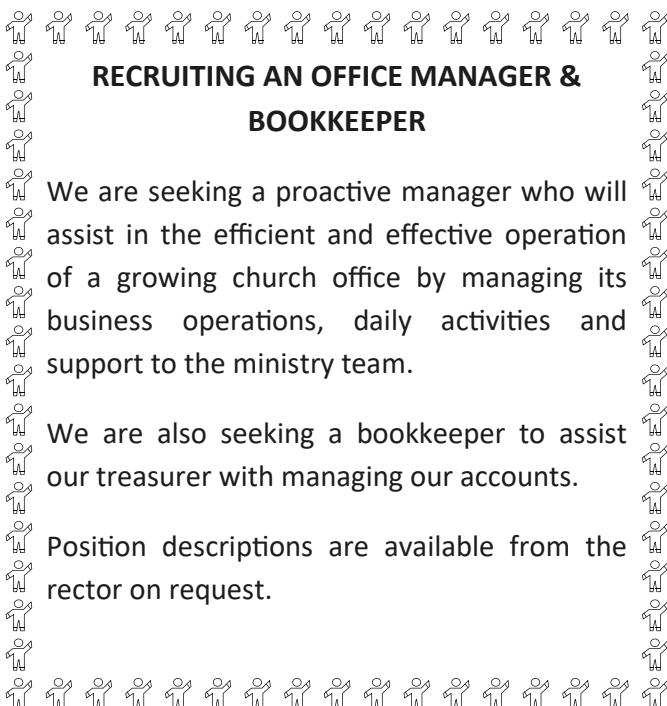 RECRUITING AN OFFICE MANAGER &
BOOKKEEPER
We are seeking a proactive manager who will
assist in the efficient and effective operation
of a growing church office by managing its
business operations, daily activities and
support to the ministry team.
We are also seeking a bookkeeper to assist
our treasurer with managing our accounts.
Position descriptions are available from the
rector on request.